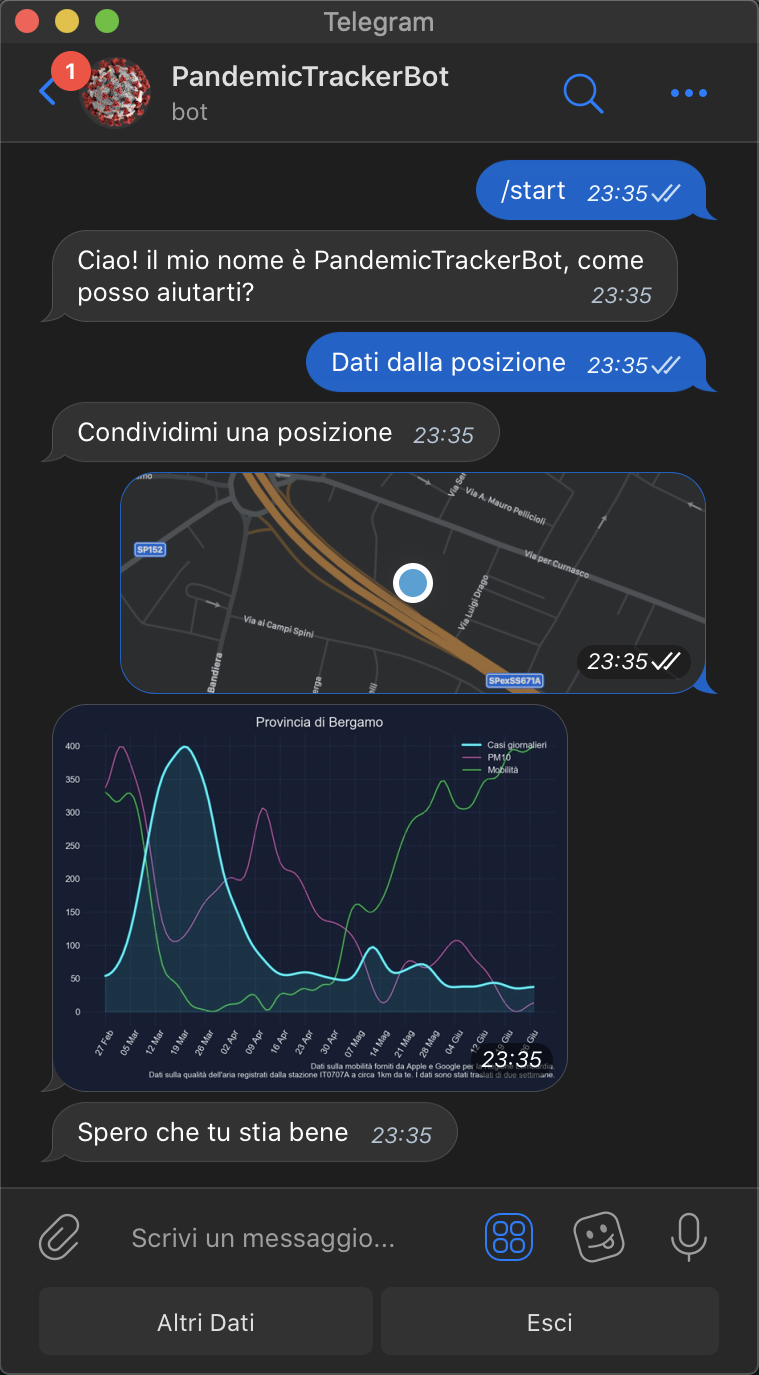 Telegram
1
PandemicTrackerBot
bot
/start 23:35
Ciao! il mio nome è PandemicTrackerBot, come
posso aiutarti? 23:35
Dati dalla posizione 23:35
Condividimi una posizione 23:35
Via A. Mauro Pellicioli
SP152
Via per Curnasco
Via Luigi Drago
Via ai Campi Spini
Bandiera
SPexSS671A
23:35
Provincia di Bergamo
Casi giornalieri
PM10
Mobilità
400
350
300
250
200
150
100
50
0
27 Feb 05 Mar 12 Mar 19 Mar 26 Mar 02 Apr 09 Apr 16 Apr 23 Apr 30 Apr 07 Mag 14 Mag 21 Mag 28 Mag 04 Giu 12 Giu Giu Giu
23:35
Dati sulla mobilità forniti da Apple e Google per
Dati sulla qualità dell'aria registrati dalla stazione IT0707A a circa 1km da te. I dati sono stati traslati di due settimane.
Spero che tu stia bene 23:35
Scrivi un messaggio...
Altri Dati
Esci